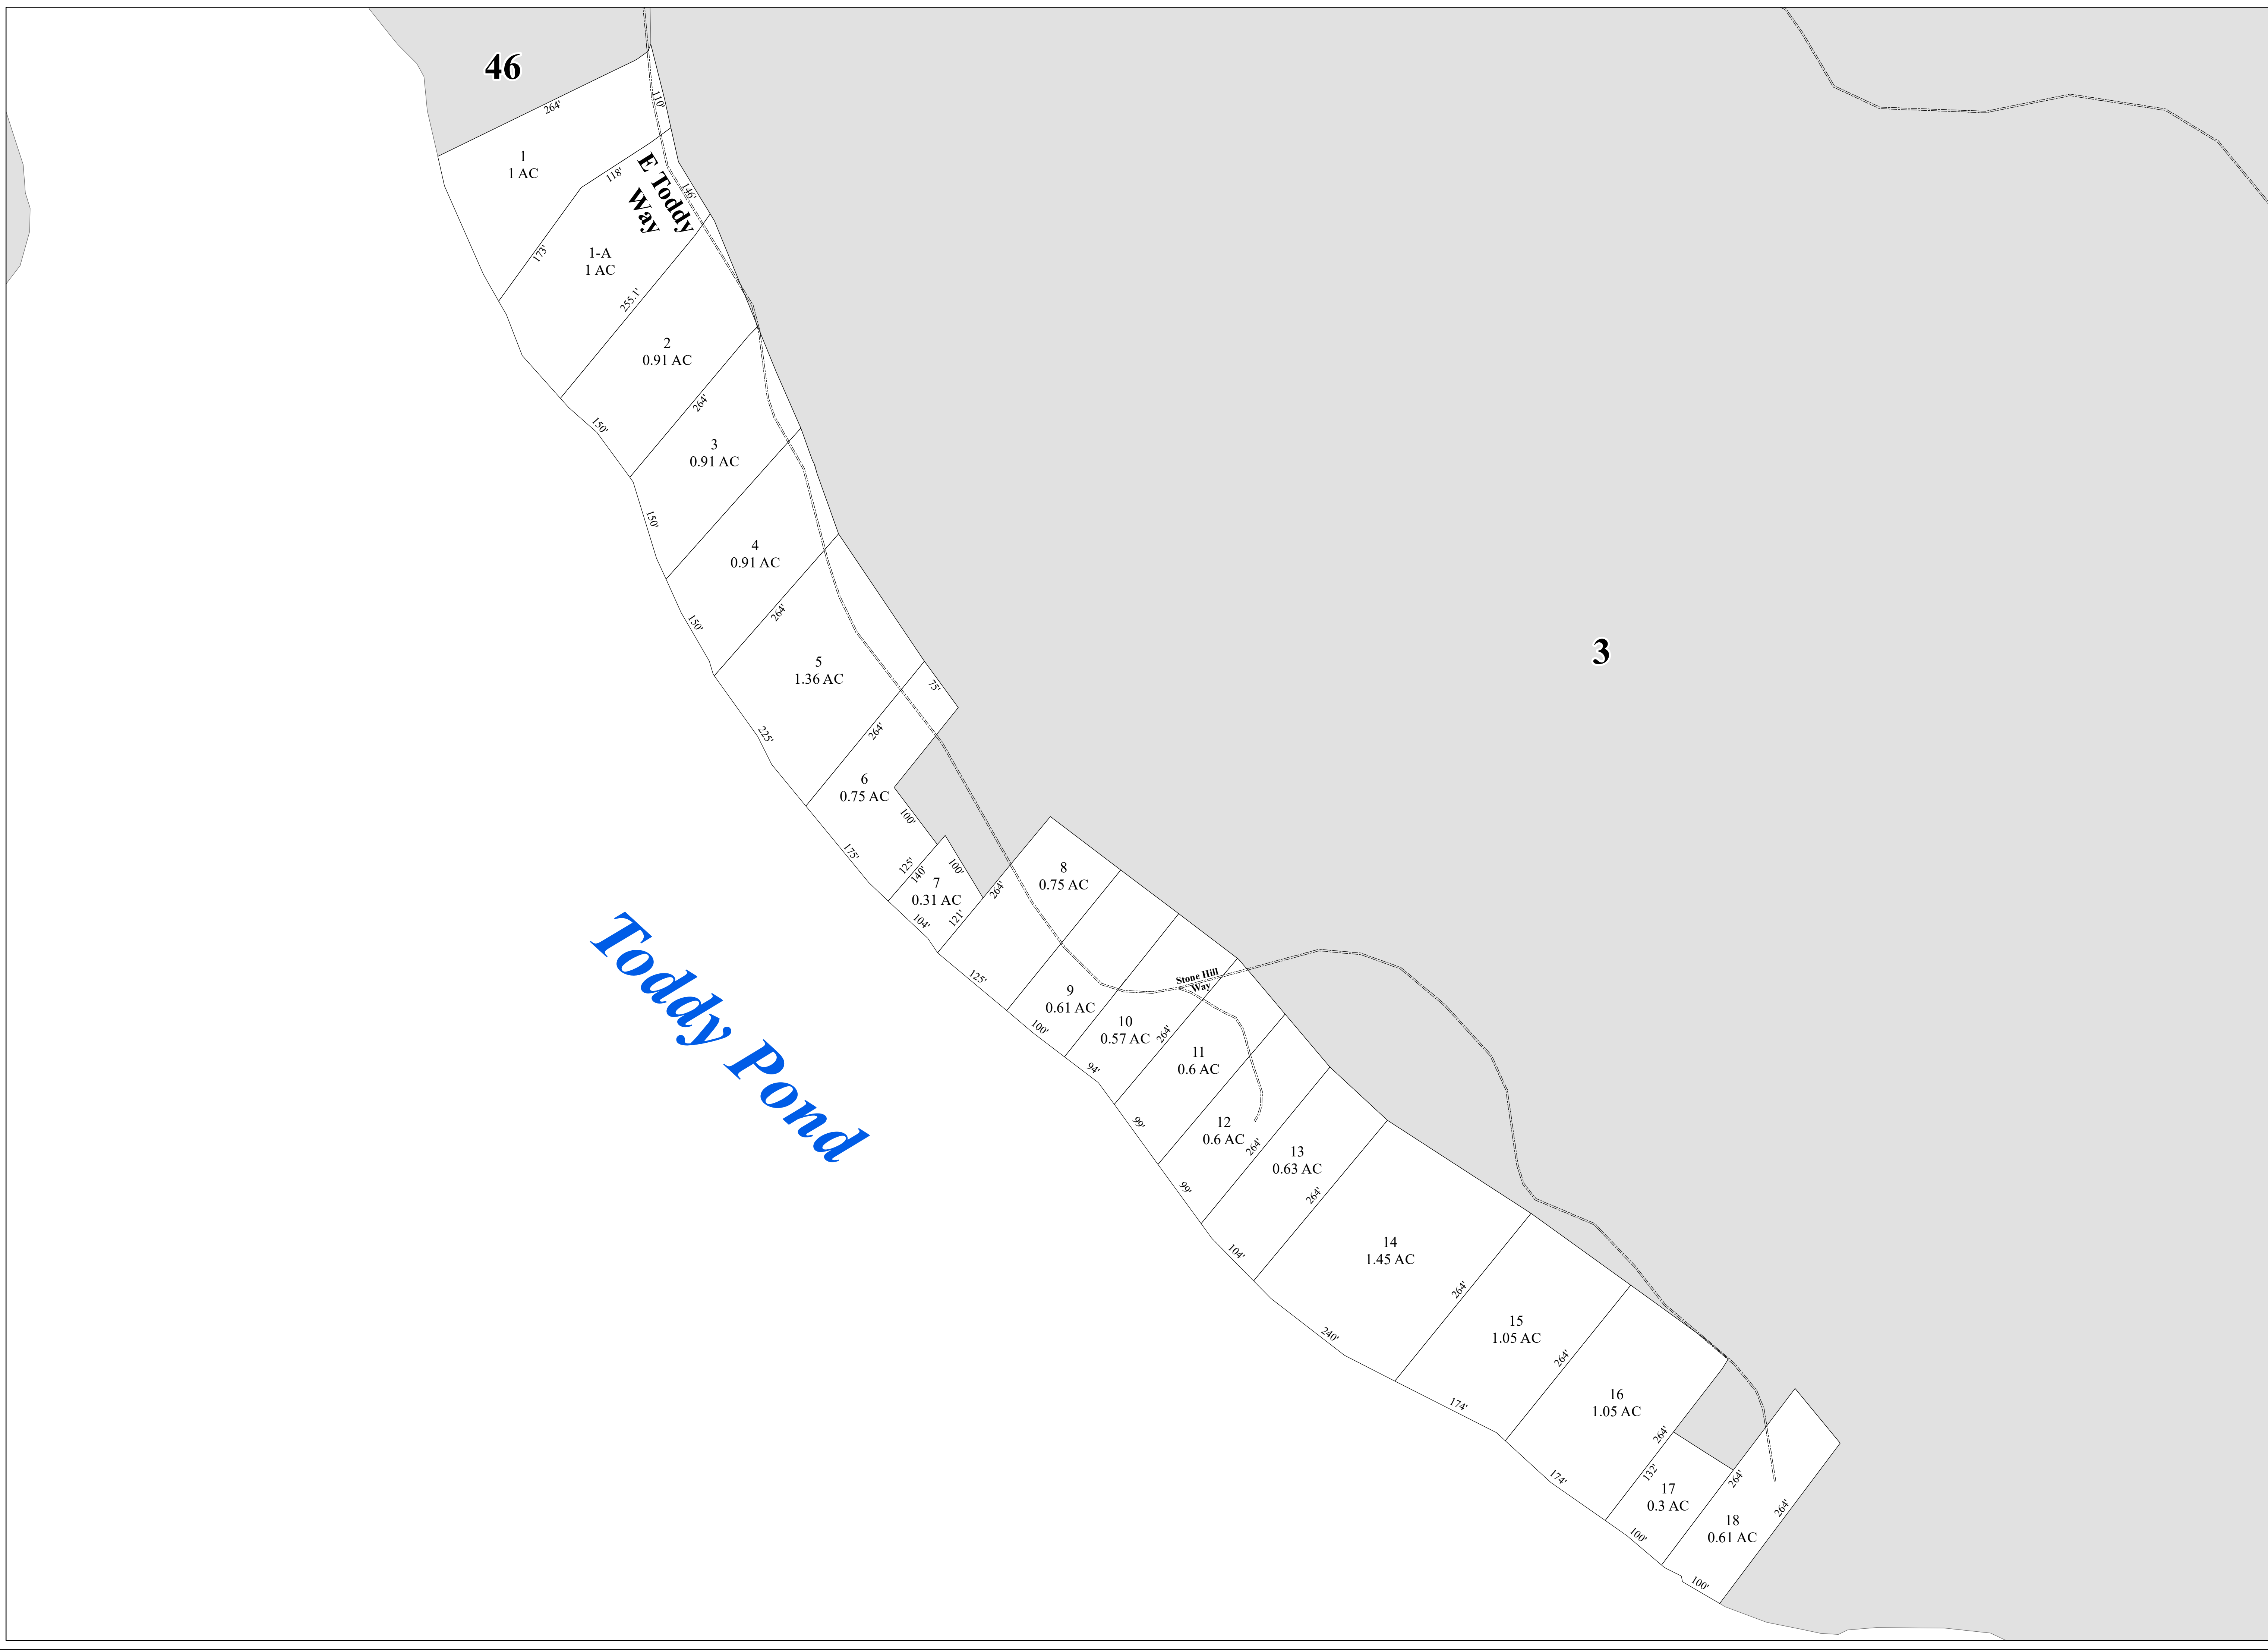 46
264'
110'
1
1 AC
118'
E Toddy
Way
146'
173'
1-A
1 AC
255.1'
2
0.91 AC
150'
264'
3
0.91 AC
150'
4
0.91 AC
150'
264'
5
1.36 AC
3
75'
225'
264'
6
0.75 AC
100'
175'
125'
140'
100'
7
0.31 AC
104'
121'
264'
8
0.75 AC
125'
Toddy Pond
Stone Hill
Way
9
0.61 AC
100'
10
0.57 AC
264'
94'
11
0.6 AC
99'
12
0.6 AC
264'
99'
13
0.63 AC
264'
104'
14
1.45 AC
240'
264'
15
1.05 AC
174'
264'
16
1.05 AC
174'
264'
132'
17
0.3 AC
100'
264'
18
0.61 AC
264'
100'